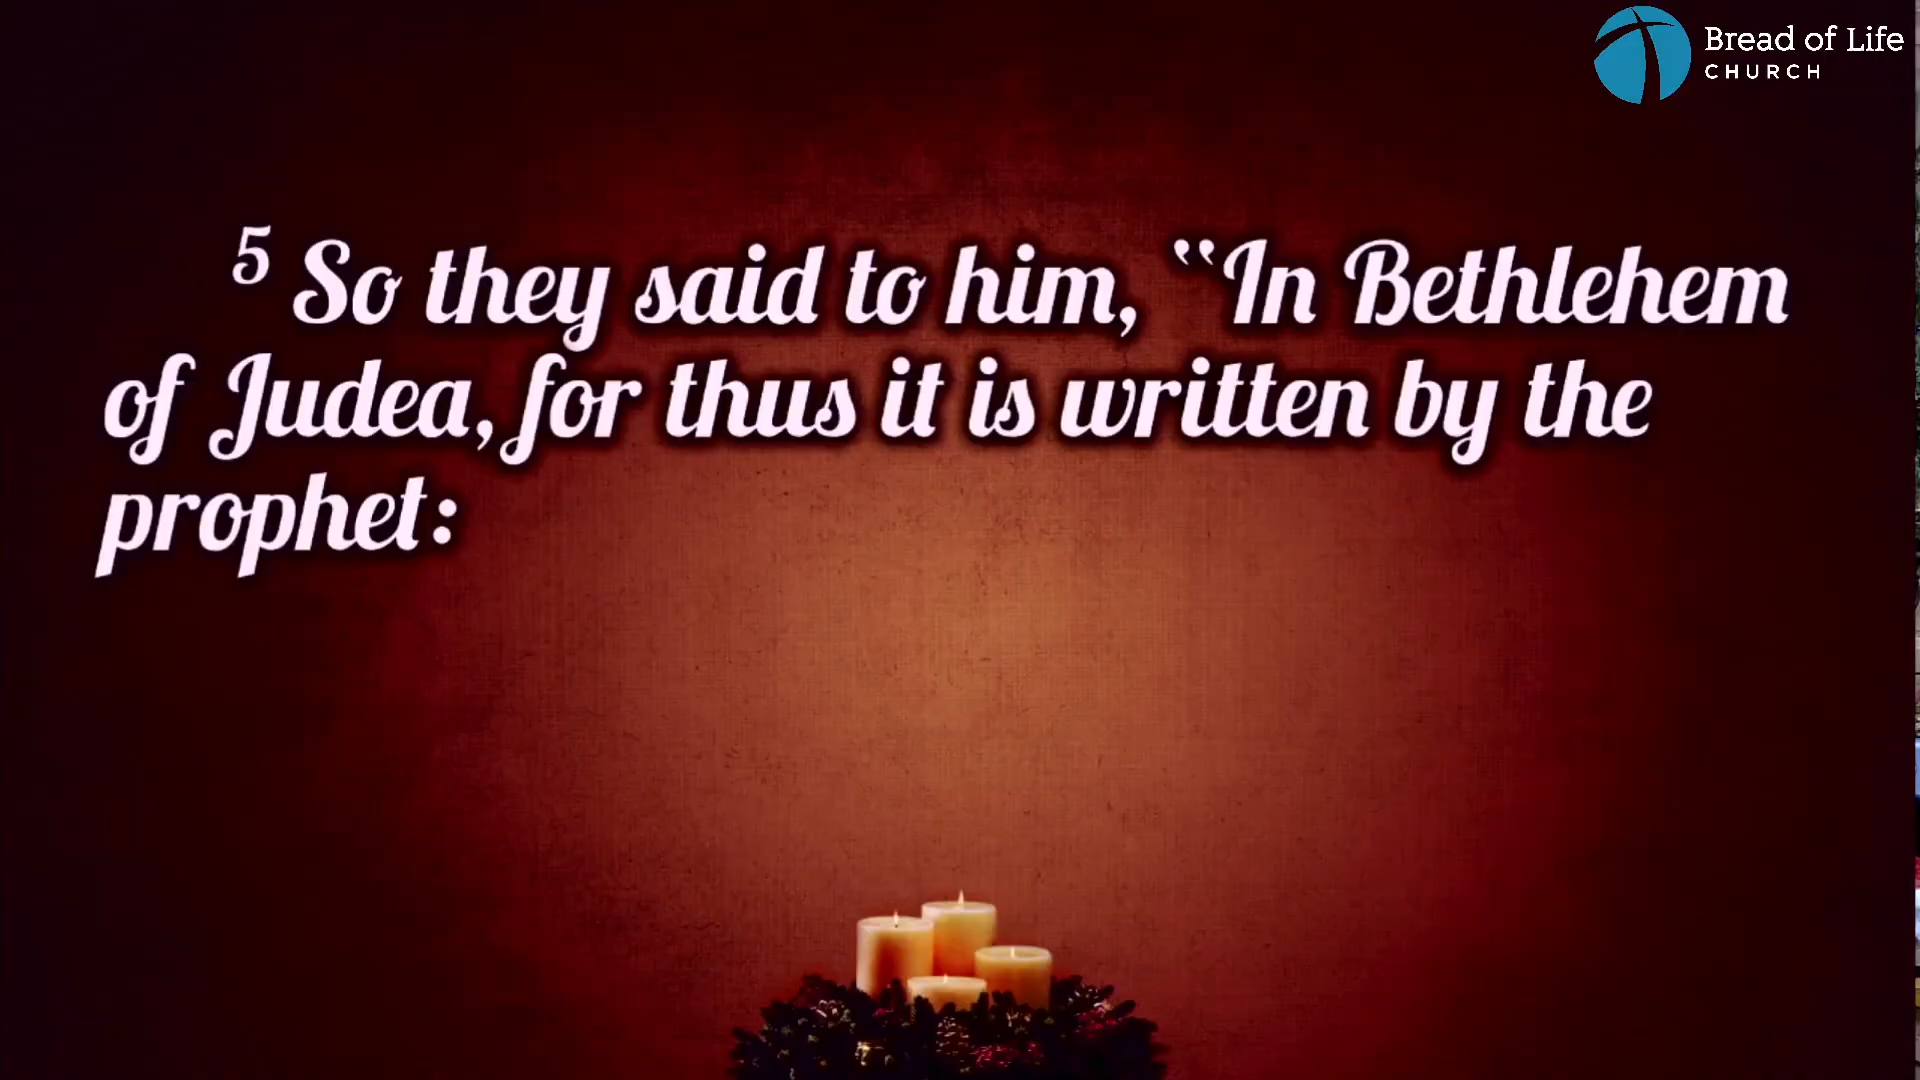 Bread of Life
CHURCH
5 So they said to him, “In Bethlehem
of Judea, for thus it is written by the
prophet: